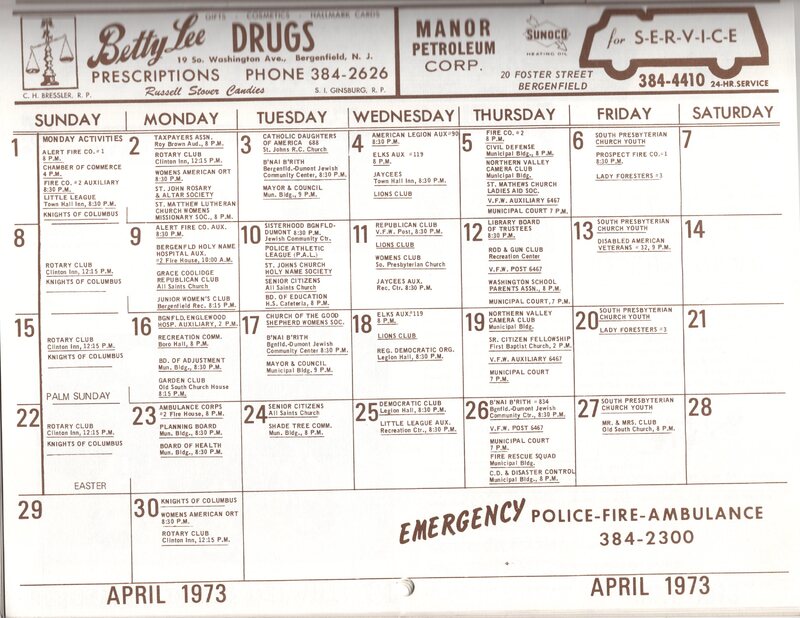 GIFTS - COSMETICS - HALLMARK CARDS
Betty Lee DRUGS
19 So. Washington Ave., Bergenfield, N. J.
PRESCRIPTIONS PHONE 384-2626
Russell Stover Candies
C. H. BRESSLER, R. P.
S. I. GINSBURG, R. P.
MANOR
PETROLEUM
CORP.
SUNOCO
HEATING OIL
20 FOSTER STREET
BERGENFIELD
for S-E-R-V-I-C-E
384-4410 24-HR. SERVICE
SUNDAY MONDAY TUESDAY WEDNESDAY THURSDAY FRIDAY SATURDAY
1
MONDAY ACTIVITIES
ALERT FIRE CO. #1
8 P.M.
CHAMBER OF COMMERCE
4 P.M.
FIRE CO. #2 AUXILIARY
8:30 P.M.
LITTLE LEAGUE
Town Hall Inn, 8:30 P.M.
KNIGHTS OF COLUMBUS
2
TAXPAYERS ASSN.
Roy Brown Aud., 8 P.M.
ROTARY CLUB
Clinton Inn, 12:15 P.M.
WOMENS AMERICAN ORT
8:30 P.M.
ST. JOHN ROSARY
& ALTAR SOCIETY
ST. MATTHEW LUTHERAN
CHURCH WOMENS
MISSIONARY SOC., 8 P.M.
3
CATHOLIC DAUGHTERS
OF AMERICA 688
St. Johns R.C. Church
B'NAI B'RITH
Bergnfld.-Dumont Jewish
Community Center, 8:30 P.M.
MAYOR & COUNCIL
Mun. Bldg., 9 P.M.
4
AMERICAN LEGION AUX #90
8:30 P.M.
ELKS AUX. #119
8 P.M.
JAYCEES
Town Hall Inn, 8:30 P.M.
LIONS CLUB
5
FIRE CO. #2
8 P.M.
CIVIL DEFENSE
Municipal Bldg., 8 P.M.
NORTHERN VALLEY
CAMERA CLUB
Municipal Bldg.
ST. MATHEWS CHURCH
LADIES AID SOC.
V.F.W. AUXILIARY 6467
MUNICIPAL COURT 7 P.M.
6
SOUTH PRESBYTERIAN
CHURCH YOUTH
PROSPECT FIRE CO. #1
8:30 P.M.
LADY FORESTERS #3
7
8
ROTARY CLUB
Clinton Inn, 12:15 P.M.
KNIGHTS OF COLUMBUS
9
ALERT FIRE CO. AUX.
8:30 P.M.
BERGENFLD HOLY NAME
HOSPITAL AUX.
#2 Fire House, 10:00 A.M.
GRACE COOLIDGE
REPUBLICAN CLUB
All Saints Church
JUNIOR WOMEN'S CLUB
Bergenfield Rec. 8:15 P.M.
10
SISTERHOOD BGNFLD-
DUMONT 8:30 P.M.
Jewish Community Ctr.
POLICE ATHLETIC
LEAGUE (P.A.L.)
ST. JOHNS CHURCH
HOLY NAME SOCIETY
SENIOR CITIZENS
All Saints Church
BD. OF EDUCATION
H.S. Cafeteria, 8 P.M.
11
REPUBLICAN CLUB
V.F.W. Post, 8:30 P.M.
LIONS CLUB
WOMENS CLUB
So. Presbyterian Church
JAYCEES AUX.
Rec. Ctr., 8:30 P.M.
12
LIBRARY BOARD
OF TRUSTEES
8:30 P.M.
ROD & GUN CLUB
Recreation Center
V.F.W. POST 6467
WASHINGTON SCHOOL
PARENTS ASSN., 8 P.M.
MUNICIPAL COURT, 7 P.M.
13
SOUTH PRESBYTERIAN
CHURCH YOUTH
DISABLED AMERICAN
VETERANS #32, 9 P.M.
14
15
ROTARY CLUB
Clinton Inn, 12:15 P.M.
KNIGHTS OF COLUMBUS
PALM SUNDAY
16
BGNFLD, ENGLEWOOD
HOSP. AUXILIARY, 2 P.M.
RECREATION COMM.
Boro Hall, 8 P.M.
BD. OF ADJUSTMENT
Mun. Bldg., 8:30 P.M.
GARDEN CLUB
Old South Church House
8:15 P.M.
17
CHURCH OF THE GOOD
SHEPHERD WOMENS SOC.
B'NAI B'RITH
Bgnfld.-Dumont Jewish
Community Center 8:30 P.M.
MAYOR & COUNCIL
Municipal Bldg. 9 P.M.
18
ELKS AUX. #119
8 P.M.
LIONS CLUB
REG. DEMOCRATIC ORG.
Legion Hall, 8:30 P.M.
19
NORTHERN VALLEY
CAMERA CLUB
Municipal Bldg.
SR. CITIZEN FELLOWSHIP
First Baptist Church, 2 P.M.
V.F.W. AUXILIARY 6467
MUNICIPAL COURT
7 P.M.
20
SOUTH PRESBYTERIAN
CHURCH YOUTH
LADY FORESTERS #3
21
22
ROTARY CLUB
Clinton Inn, 12:15 P.M.
KNIGHTS OF COLUMBUS
EASTER
23
AMBULANCE CORPS
#2 Fire House, 8 P.M.
PLANNING BOARD
Mun. Bldg., 8:30 P.M.
BOARD OF HEALTH
Mun. Bldg., 8:30 P.M.
24
SENIOR CITIZENS
All Saints Church
SHADE TREE COMM.
Mun. Bldg., 8 P.M.
25
DEMOCRATIC CLUB
Legion Hall, 8:30 P.M.
LITTLE LEAGUE AUX.
Recreation Ctr., 8:30 P.M.
26
B'NAI B'RITH #834
Bgnfld.-Dumont Jewish
Community Ctr., 8:30 P.M.
V.F.W. POST 6467
MUNICIPAL COURT
7 P.M.
FIRE RESCUE SQUAD
Municipal Bldg.
C.D. & DISASTER CONTROL
Municipal Bldg., 8 P.M.
27
SOUTH PRESBYTERIAN
CHURCH YOUTH
MR. & MRS. CLUB
Old South Church, 8 P.M.
28
29
30
KNIGHTS OF COLUMBUS
WOMENS AMERICAN ORT
8:30 P.M.
ROTARY CLUB
Clinton Inn, 12:15 P.M.
EMERGENCY POLICE-FIRE-AMBULANCE
384-2300
APRIL 1973 APRIL 1973